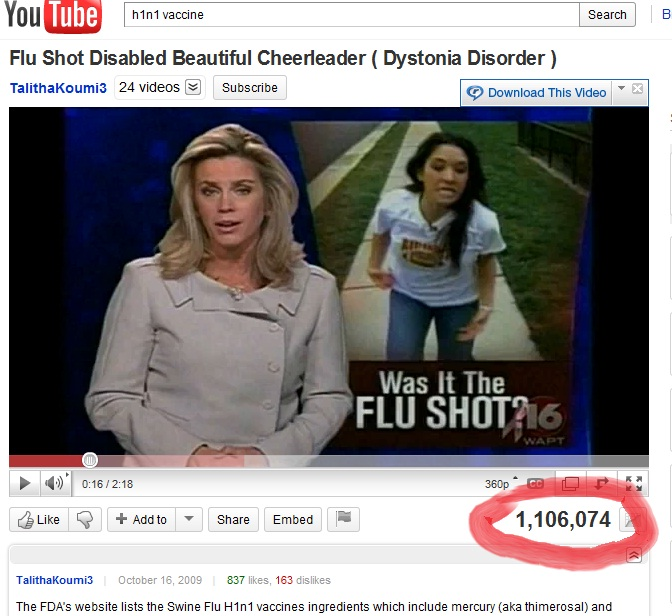 YouTube h1n1 vaccine Search B
Flu Shot Disabled Beautiful Cheerleader ( Dystonia Disorder )
TalithaKoumi3 24 videos Subscribe Download This Video
Was It The
FLU SHOT?
16
WAPT
0:16 / 2:18 360p CC
Like Add to Share Embed 1,106,074
TalithaKoumi3 October 16, 2009 837 likes, 163 dislikes
The FDA's website lists the Swine Flu H1n1 vaccines ingredients which include mercury (aka thimerosal) and